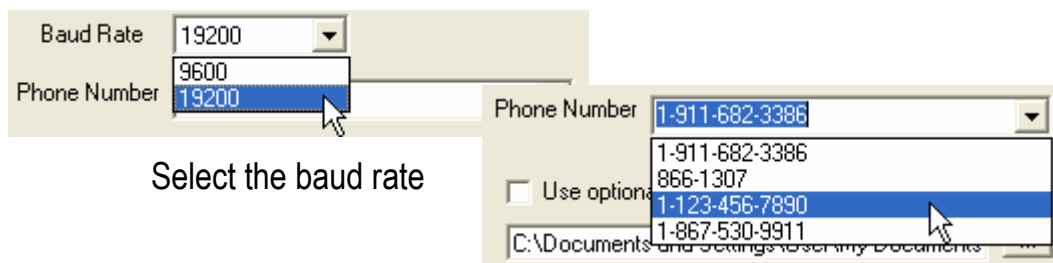 Baud Rate 19200
9600
Phone Number 19200
Select the baud rate
Phone Number 1-911-682-3386
1-911-682-3386
866-1307
Use optiona
1-123-456-7890
1-867-530-9911
C:\Documents and Settings\User\My Documents ...